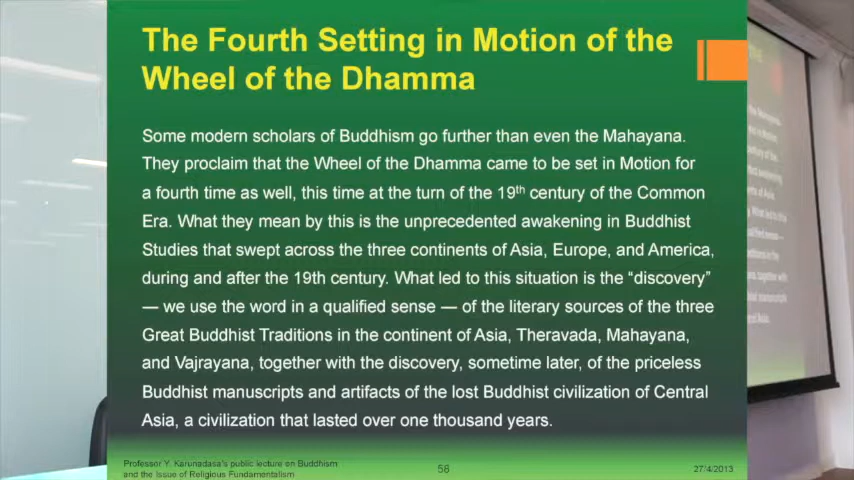 The Fourth Setting in Motion of the
Wheel of the Dhamma
Some modern scholars of Buddhism go further than even the Mahayana.
They proclaim that the Wheel of the Dhamma came to be set in Motion for
a fourth time as well, this time at the turn of the 19th century of the Common
Era. What they mean by this is the unprecedented awakening in Buddhist
Studies that swept across the three continents of Asia, Europe, and America,
during and after the 19th century. What led to this situation is the “discovery”
— we use the word in a qualified sense — of the literary sources of the three
Great Buddhist Traditions in the continent of Asia, Theravada, Mahayana,
and Vajrayana, together with the discovery, sometime later, of the priceless
Buddhist manuscripts and artifacts of the lost Buddhist civilization of Central
Asia, a civilization that lasted over one thousand years.
Professor Y. Karunadasa's public lecture on Buddhism
and the Issue of Religious Fundamentalism
56
27/4/2013